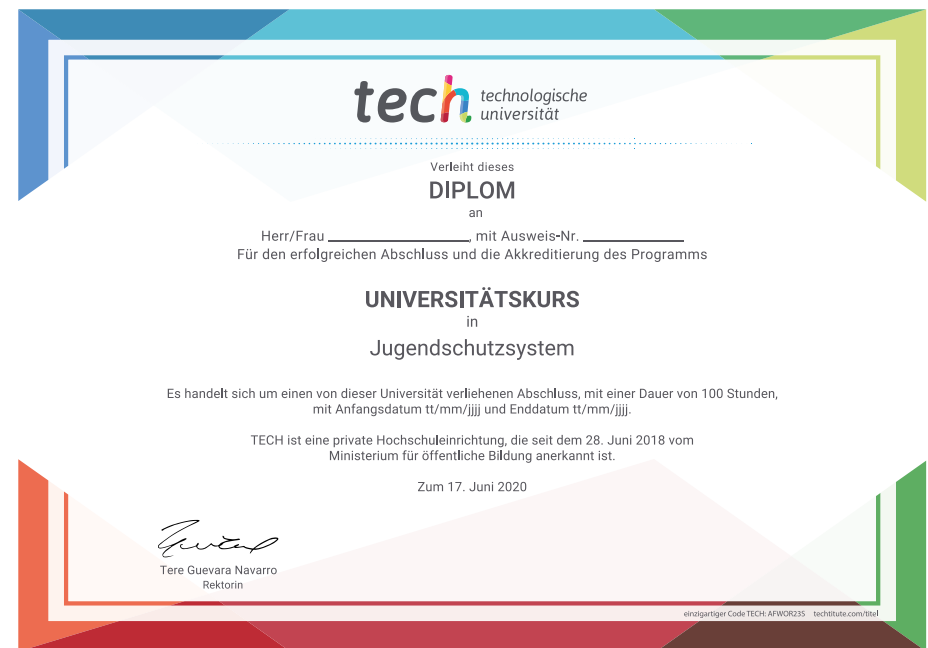 tech technologische
universität
Verleiht dieses
DIPLOM
an
Herr/Frau ____________, mit Ausweis-Nr. ____________
Für den erfolgreichen Abschluss und die Akkreditierung des Programms
UNIVERSITÄTSKURS
in
Jugendschutzsystem
Es handelt sich um einen von dieser Universität verliehenen Abschluss, mit einer Dauer von 100 Stunden,
mit Anfangsdatum tt/mm/jjjj und Enddatum tt/mm/jjjj.
TECH ist eine private Hochschuleinrichtung, die seit dem 28. Juni 2018 vom
Ministerium für öffentliche Bildung anerkannt ist.
Zum 17. Juni 2020
Tere Guevara Navarro
Rektorin
einzigartiger Code TECH: AFWOR23S techtitute.com/titel